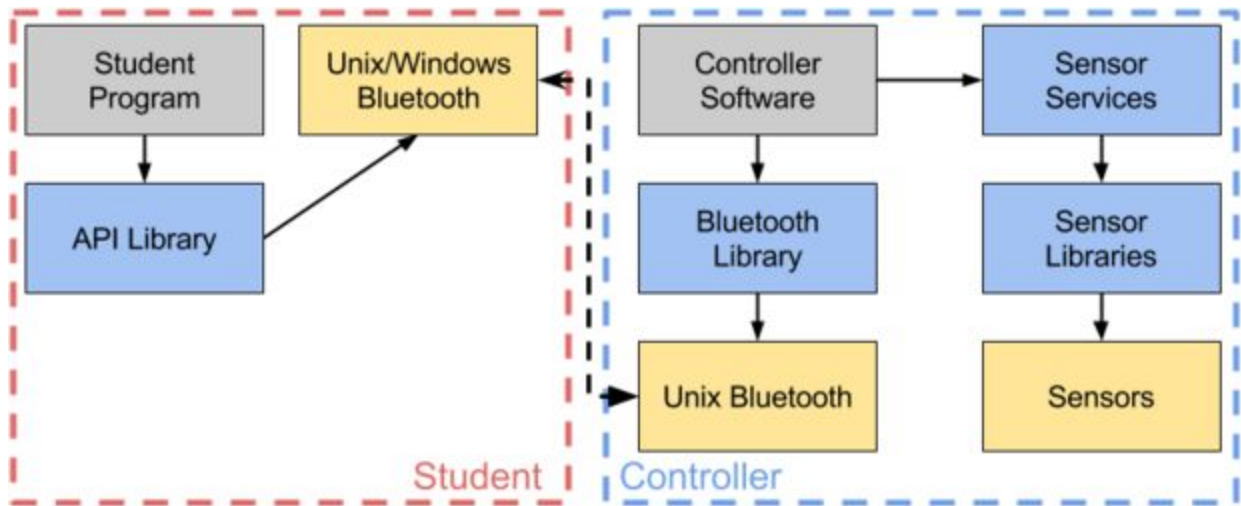 Student
Program
Unix/Windows
Bluetooth
API Library
Student
Controller
Software
Sensor
Services
Bluetooth
Library
Sensor
Libraries
Unix Bluetooth
Sensors
Controller